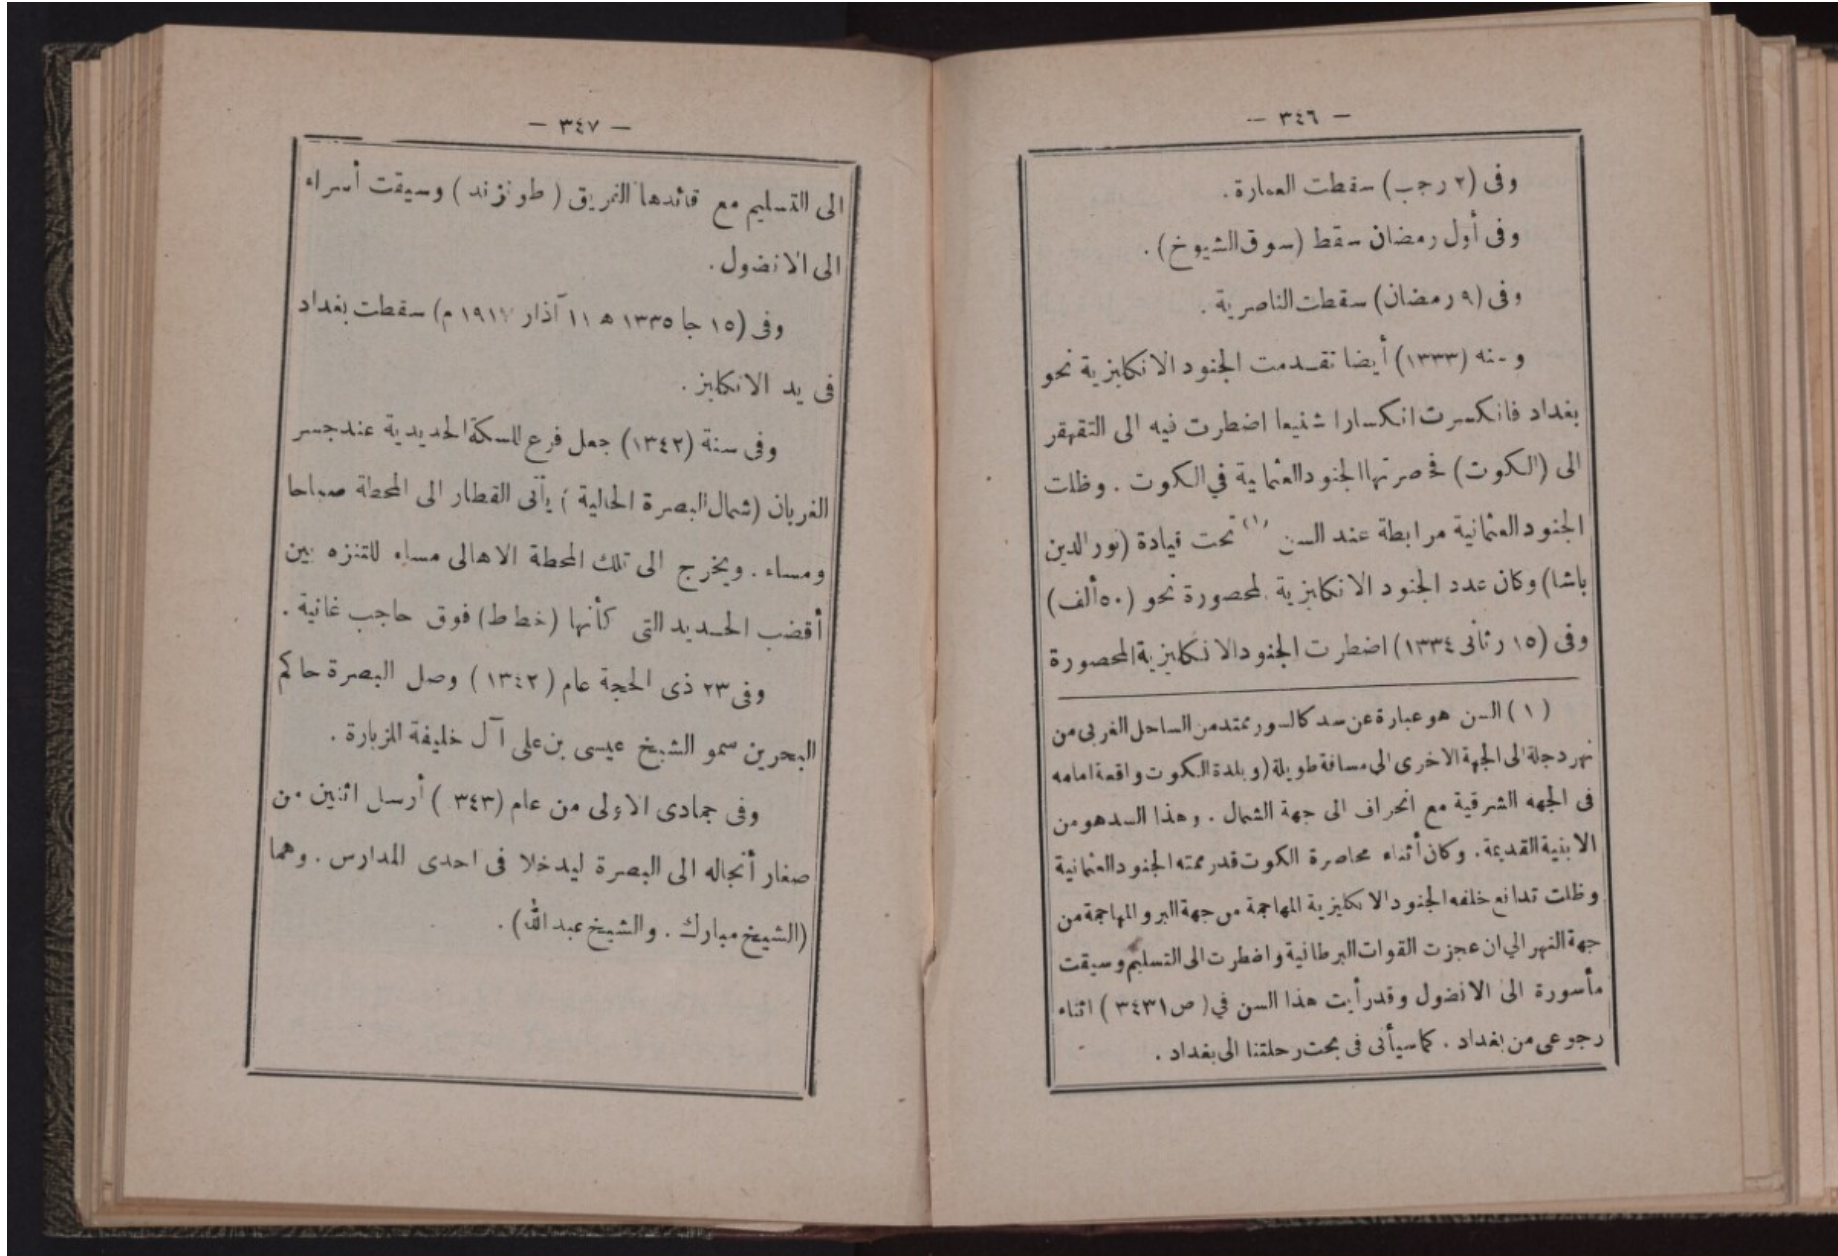 — ٣٤٦ —
وفى (٢ رجب) سقطت العمارة.
وفى أول رمضان سقط (سوق الشيوخ).
وفى (٩ رمضان) سقطت الناصرية.
و سنه (١٣٣٣) أيضا تقدمت الجنود الانكليزية نحو
بغداد فانكسرت انكسارا شنيعا اضطرت فيه الى التقهقر
الى (الكوت) فحصرتها الجنود العثمانية في الكوت. وظلت
الجنود العثمانية مرابطة عند السن (١) تحت قيادة (نور الدين
باشا) وكان عدد الجنود الانكليزية المحصورة نحو (٥٠ ألف)
وفى (١٥ رثانى ١٣٣٤) اضطرت الجنود الانكليزية المحصورة
(١) السن هو عبارة عن سد كالسور ممتد من الساحل الغربى من
نهر دجلة الى الجهة الاخرى الى مسافة طويلة (وبلدة الكوت واقعة امامه
فى الجهه الشرقية مع انحراف الى جهة الشمال. وهذا السد هو من
الابنية القديمة. وكان أثناء محاصرة الكوت قد رممته الجنود العثمانية
وظلت تدافع خلفه الجنود الانكليزية المهاجمة من جهة البر والمهاجمة من
جهة النهر الي ان عجزت القوات البرطانية واضطرت الى التسليم وسيقت
مأسورة الى الانضول وقد رأيت هذا السن في (ص ٣٤٣١) اثناء
رجوعى من بغداد. كما سيأتى فى بحث رحلتنا الى بغداد.
— ٣٤٧ —
الى التسليم مع قائدها الفريق (طونزند) وسيقت أسراء
الى الانضول.
وفى (١٥ جا ١٣٣٥ ه ١١ آذار ١٩١٧ م) سقطت بغداد
فى يد الانكليز.
وفى سنة (١٣٤٢) جعل فرع للسكة الحديدية عند جسر
الغربان (شمال البصرة الحالية) يأتى القطار الى المحطة صباحا
ومساء. ويخرج الى تلك المحطة الاهالى مساء للتنزه بين
أقضب الحديد التى كأنها (خطاط) فوق حاجب غانية.
وفى ٢٣ ذى الحجة عام (١٣٤٢) وصل البصرة حاكم
البحرين سمو الشيخ عيسى بن على آل خليفة المزبارة.
وفى جمادى الاولى من عام (٣٤٣) أرسل اثنين من
صغار أنجاله الى البصرة ليدخلا فى احدى المدارس. وهما
(الشيخ مبارك. والشيخ عبد الله).